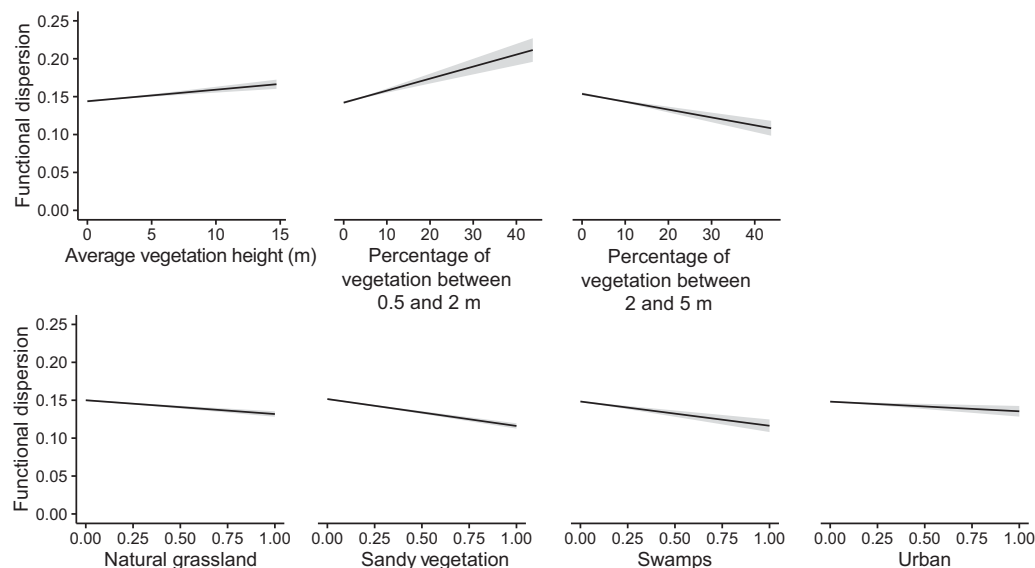 Functional dispersion
0.25
0.20
0.15
0.10
0.05
0.00
0 5 10 15
Average vegetation height (m)
0 10 20 30 40
Percentage of
vegetation between
0.5 and 2 m
0 10 20 30 40
Percentage of
vegetation between
2 and 5 m
Functional dispersion
0.25
0.20
0.15
0.10
0.05
0.00
0.00 0.25 0.50 0.75 1.00
Natural grassland
0.00 0.25 0.50 0.75 1.00
Sandy vegetation
0.00 0.25 0.50 0.75 1.00
Swamps
0.00 0.25 0.50 0.75 1.00
Urban